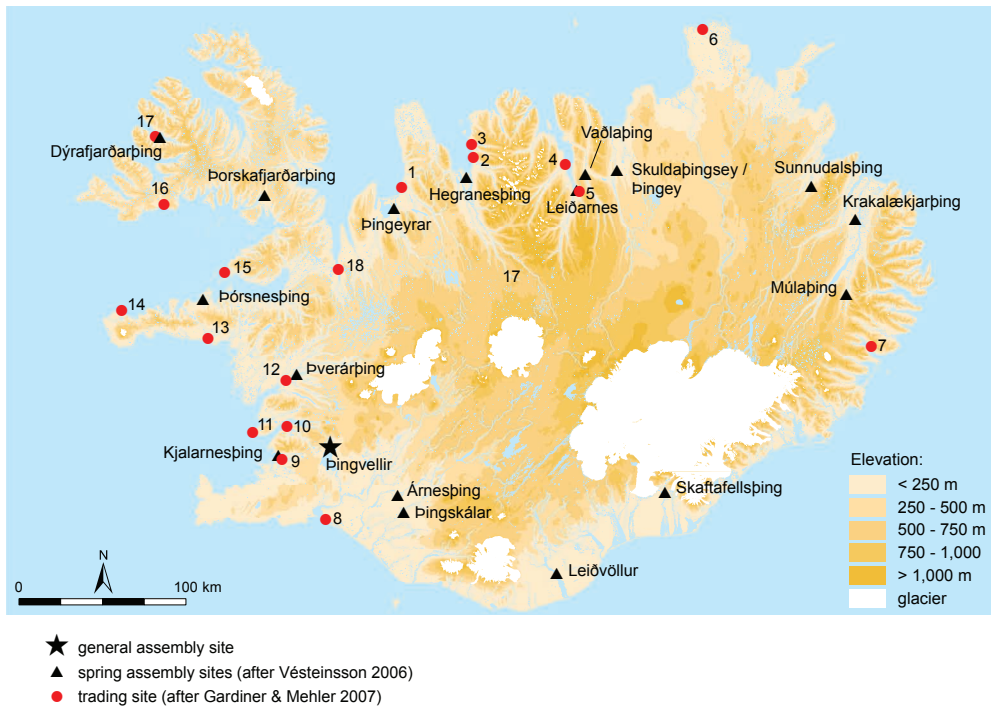 6
17
Dýrafjarðarþing
3
2
Vaðlaþing
4
Þorskafjarðarþing
Skuldaþingsey /
Þingey
Sunnudalsþing
16
1
Hegranesþing
5
Leiðarnes
Krakalækjarþing
Þingeyrar
15
18
17
14
Þórsnesþing
Múlaþing
13
7
12
Þverárþing
11
10
Kjalarnesþing
9
Þingvellir
Elevation:
< 250 m
250 - 500 m
500 - 750 m
750 - 1,000
> 1,000 m
glacier
Árnesþing
Þingskálar
Skaftafellsþing
8
Leiðvöllur
N
0
100 km
general assembly site
spring assembly sites (after Vésteinsson 2006)
trading site (after Gardiner & Mehler 2007)